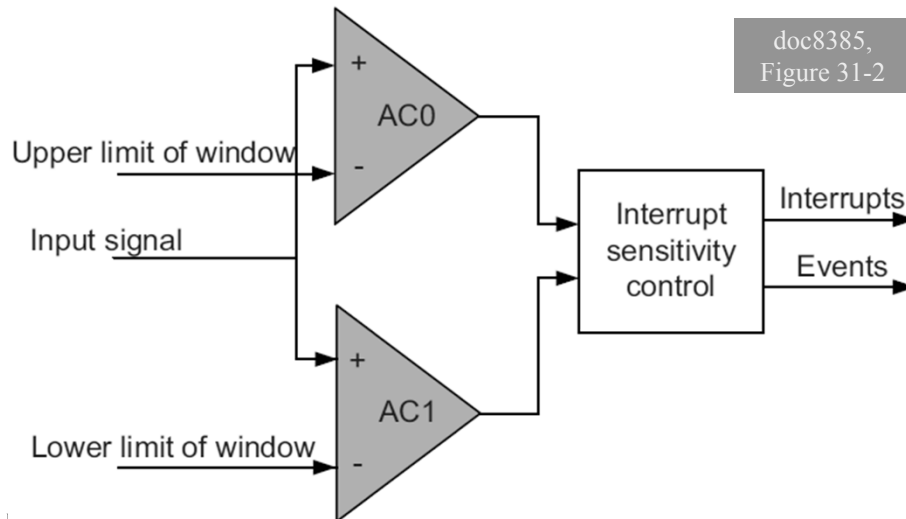 doc8385,
Figure 31-2
+
AC0
-
Upper limit of window
Input signal
Interrupt
sensitivity
control
Interrupts
Events
+
AC1
-
Lower limit of window